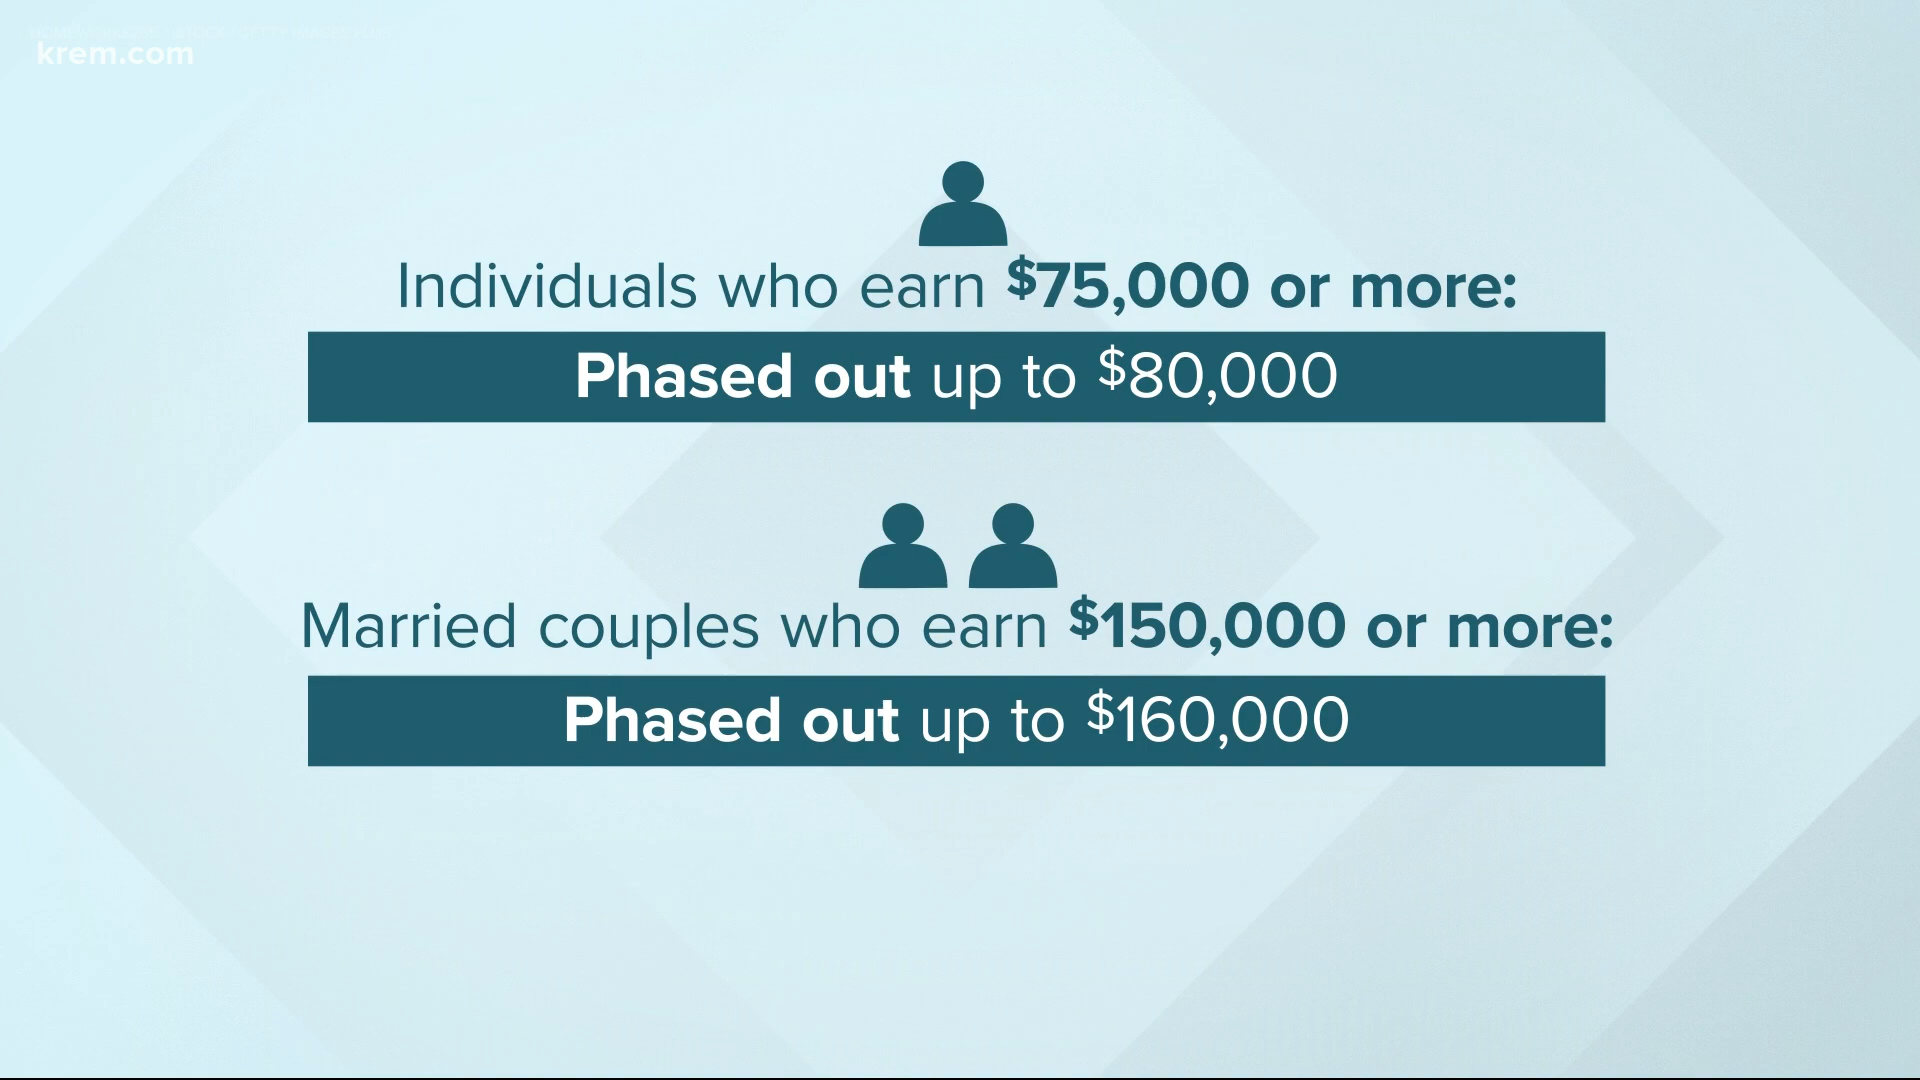 krem.com
Individuals who earn $75,000 or more:
Phased out up to $80,000
Married couples who earn $150,000 or more:
Phased out up to $160,000